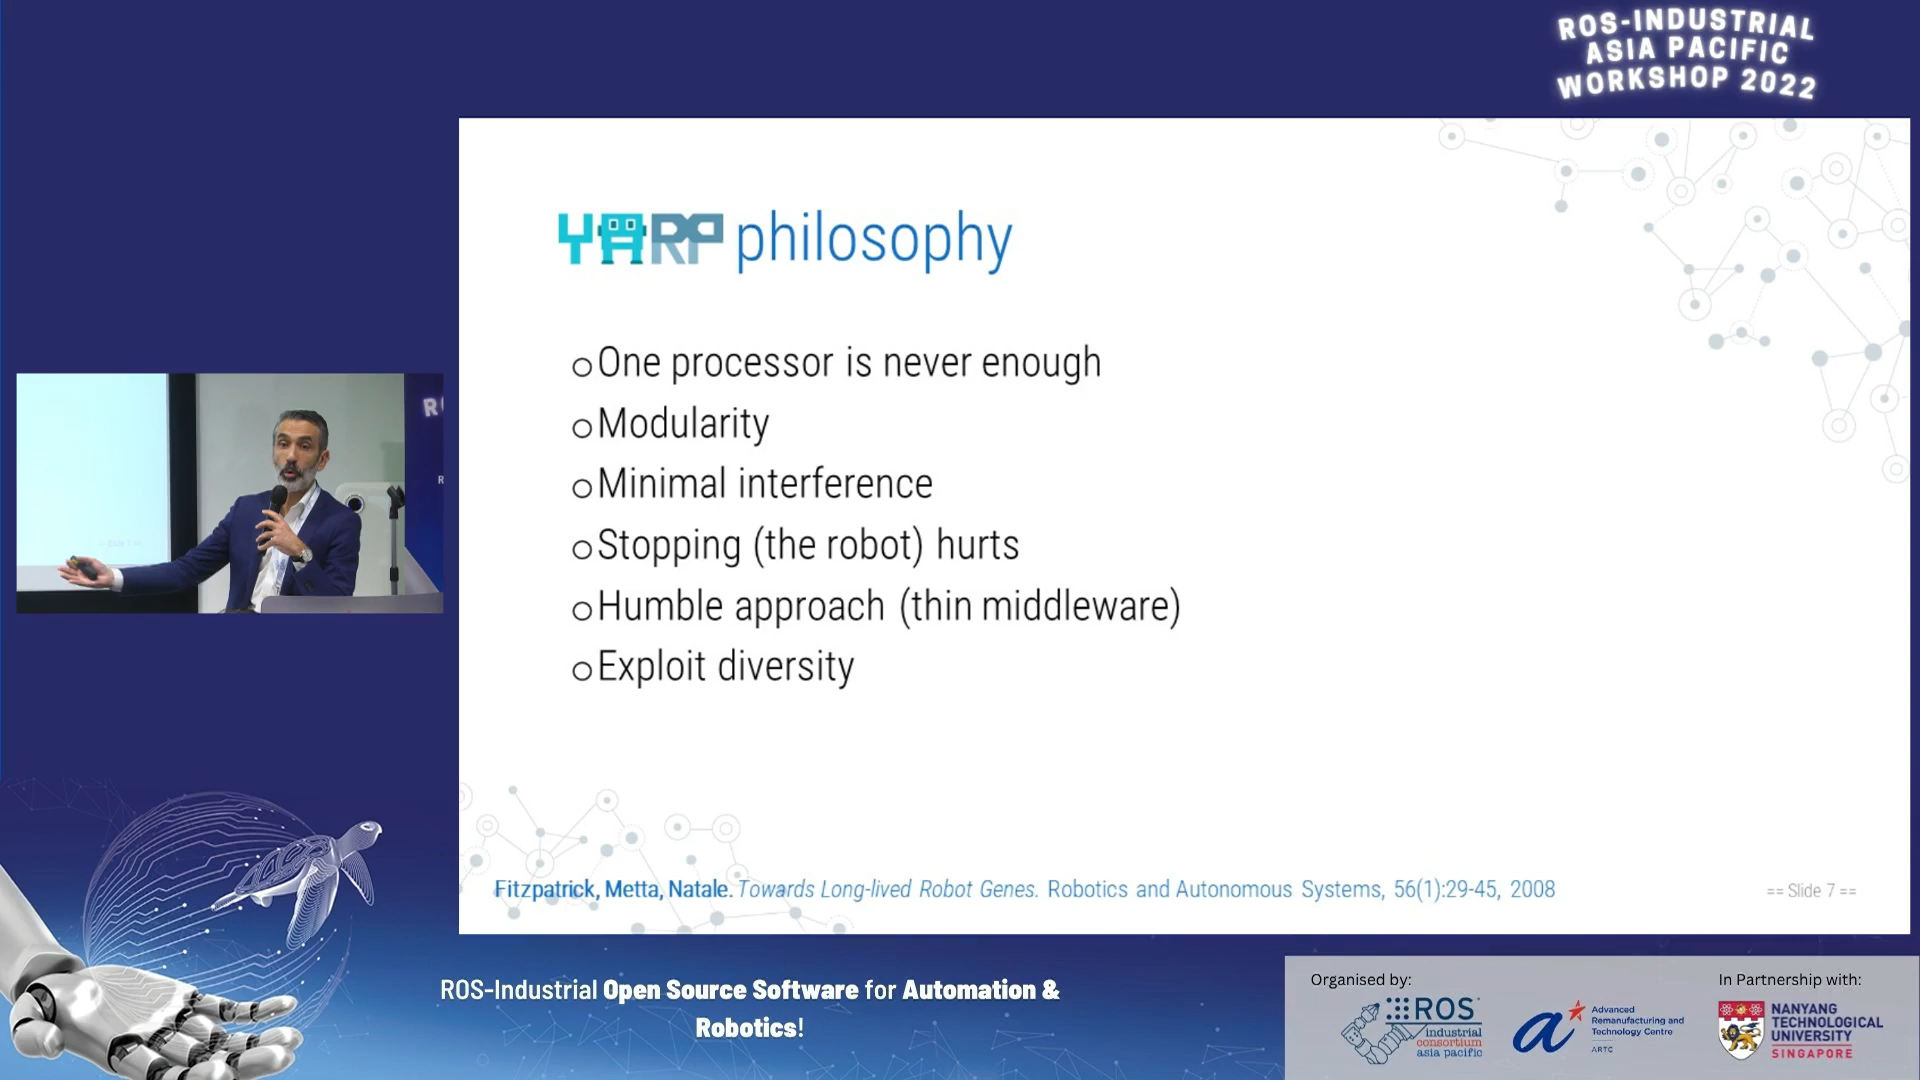 ROS-INDUSTRIAL
ASIA PACIFIC
WORKSHOP 2022
YARP philosophy
One processor is never enough
Modularity
Minimal interference
Stopping (the robot) hurts
Humble approach (thin middleware)
Exploit diversity
Fitzpatrick, Metta, Natale. Towards Long-lived Robot Genes. Robotics and Autonomous Systems, 56(1):29-45, 2008
== Slide 7 ==
ROS-Industrial Open Source Software for Automation &
Robotics!
Organised by:
ROS
industrial
consortium
asia pacific
Advanced
Remanufacturing and
Technology Centre
ARTC
In Partnership with:
NANYANG
TECHNOLOGICAL
UNIVERSITY
SINGAPORE